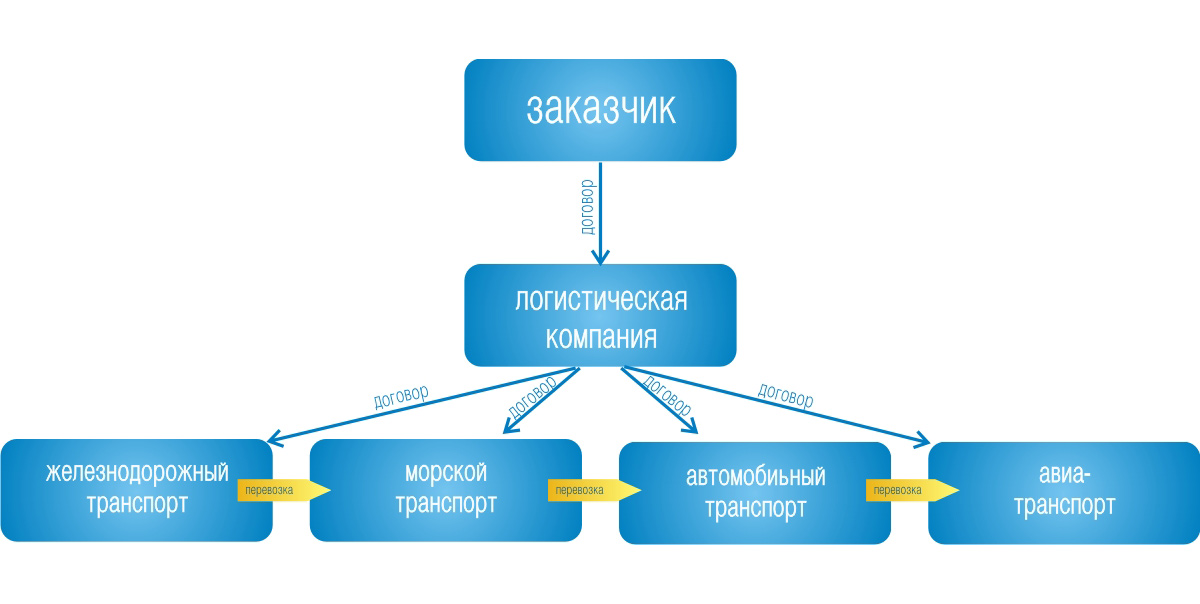 заказчик
договор
логистическая
компания
договор
договор
договор
договор
железнодорожный
транспорт
перевозка
морской
транспорт
перевозка
автомобиьный
транспорт
перевозка
авиа-
транспорт